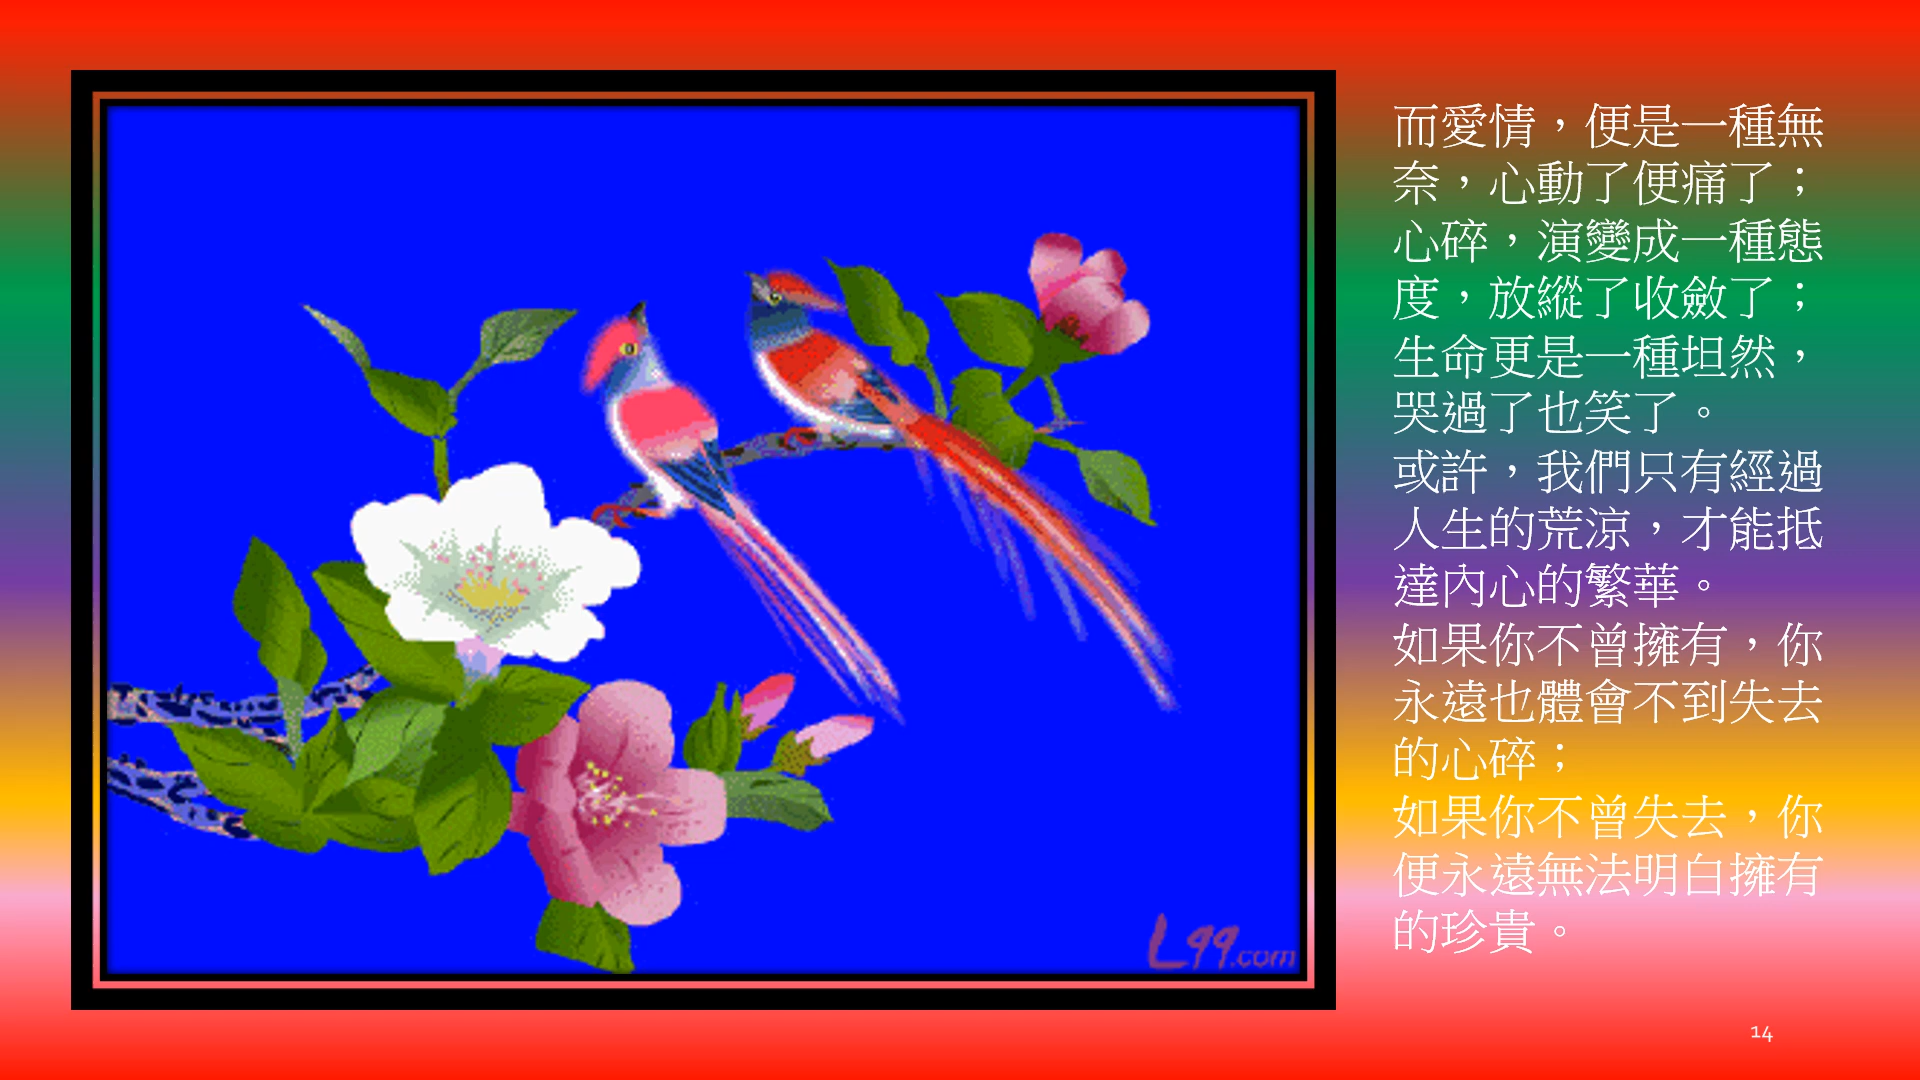 而愛情，便是一種無
奈，心動了便痛了；
心碎，演變成一種態
度，放縱了收斂了；
生命更是一種坦然，
哭過了也笑了。
或許，我們只有經過
人生的荒涼，才能抵
達內心的繁華。
如果你不曾擁有，你
永遠也體會不到失去
的心碎；
如果你不曾失去，你
便永遠無法明白擁有
的珍貴。
L99.com
14